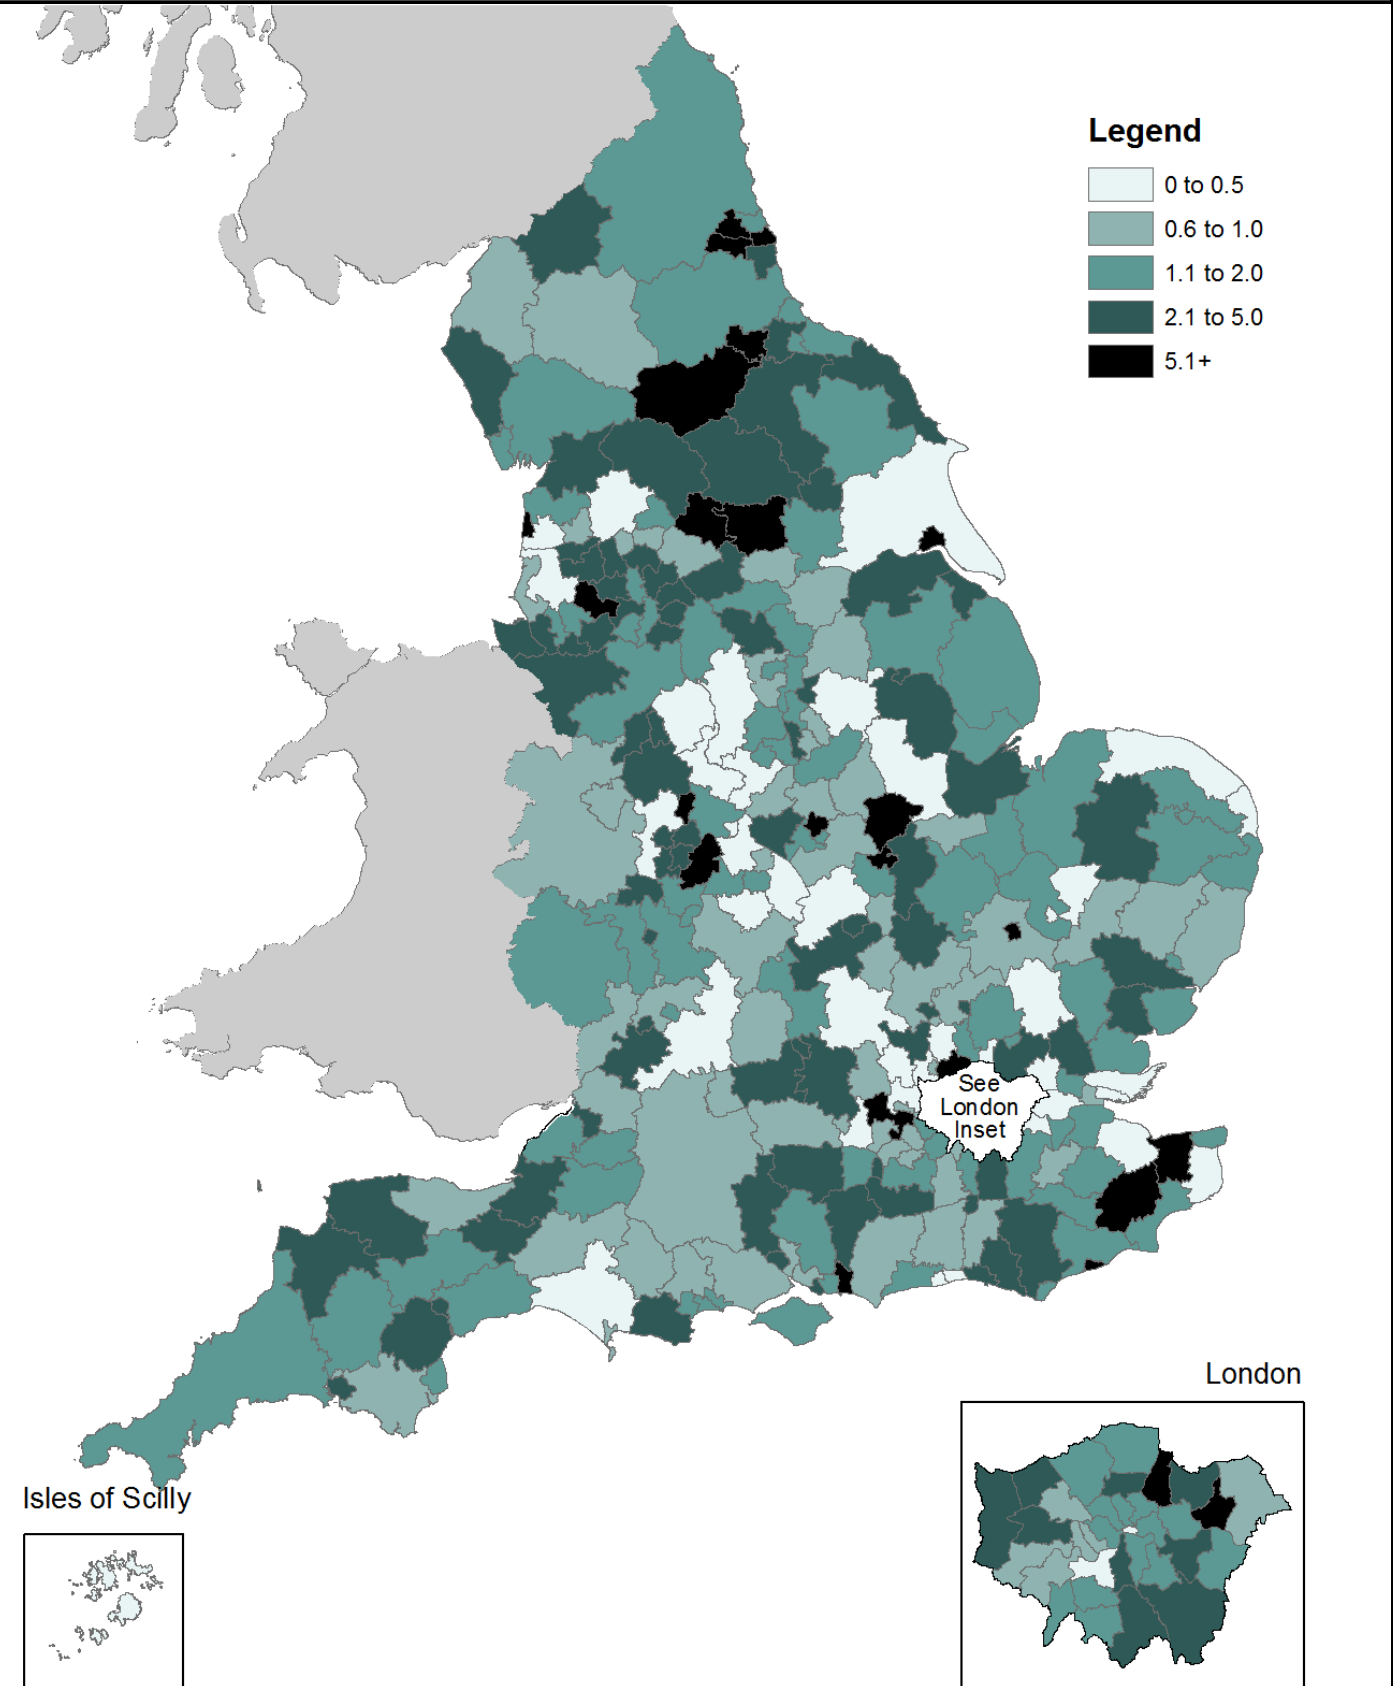 Legend
0 to 0.5
0.6 to 1.0
1.1 to 2.0
2.1 to 5.0
5.1+
See
London
Inset
London
Isles of Scilly